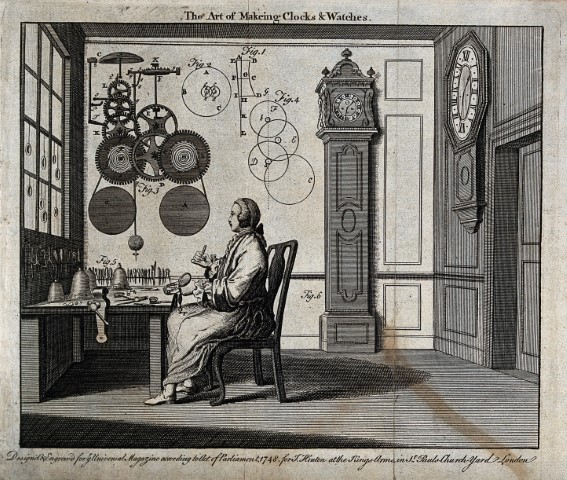 The Art of Makeing Clocks & Watches.
Fig. 1
Fig. 2
Fig. 4
Fig. 3
Fig. 5
Fig. 6
Design'd & Engrav'd for ye Universal Magazine according to Act of Parliament, 1748. for J. Hinton at the Kings Arms, in St. Pauls Church Yard London.